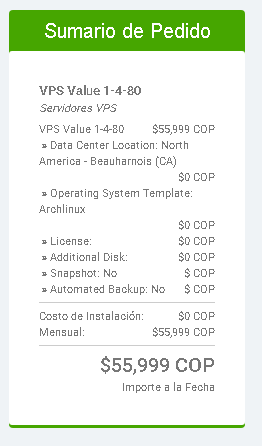 Sumario de Pedido
VPS Value 1-4-80
Servidores VPS
VPS Value 1-4-80 $55,999 COP
» Data Center Location: North
America - Beauharnois (CA)
$0 COP
» Operating System Template:
Archlinux
$0 COP
» License: $0 COP
» Additional Disk: $0 COP
» Snapshot: No $ COP
» Automated Backup: No $ COP
Costo de Instalación: $0 COP
Mensual: $55,999 COP
$55,999 COP
Importe a la Fecha